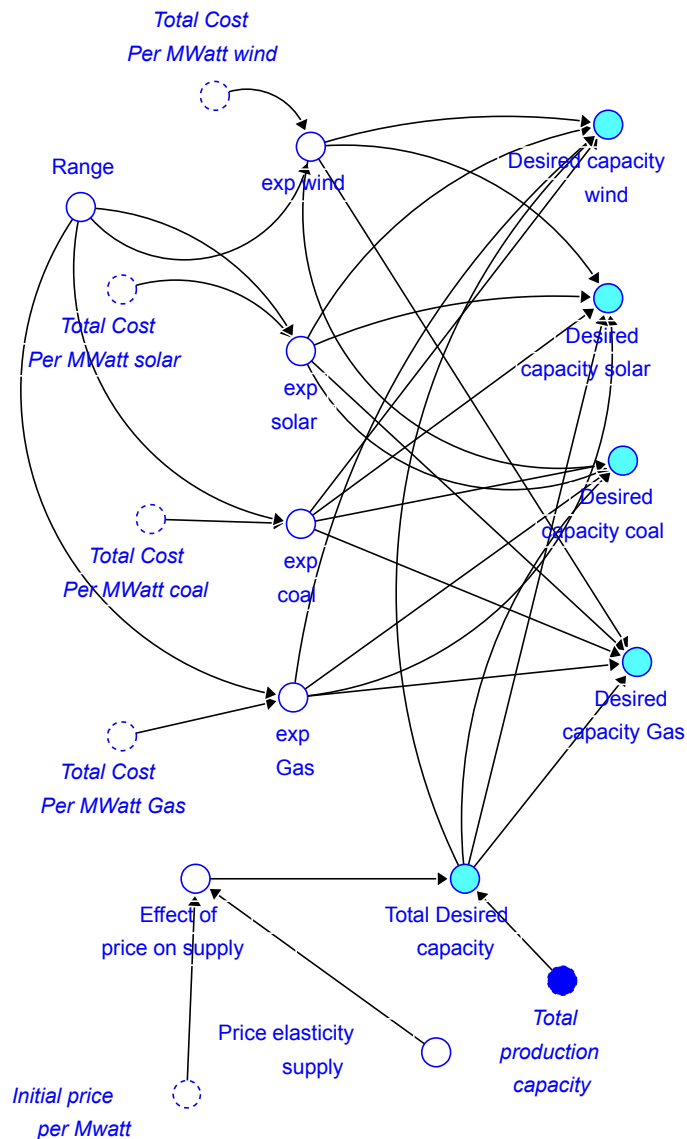 Total Cost
Per MWatt wind
Range
exp wind
Desired capacity
wind
Total Cost
Per MWatt solar
exp
solar
Desired
capacity solar
Total Cost
Per MWatt coal
exp
coal
Desired
capacity coal
Total Cost
Per MWatt Gas
exp
Gas
Desired
capacity Gas
Effect of
price on supply
Total Desired
capacity
Price elasticity
supply
Total
production
capacity
Initial price
per Mwatt